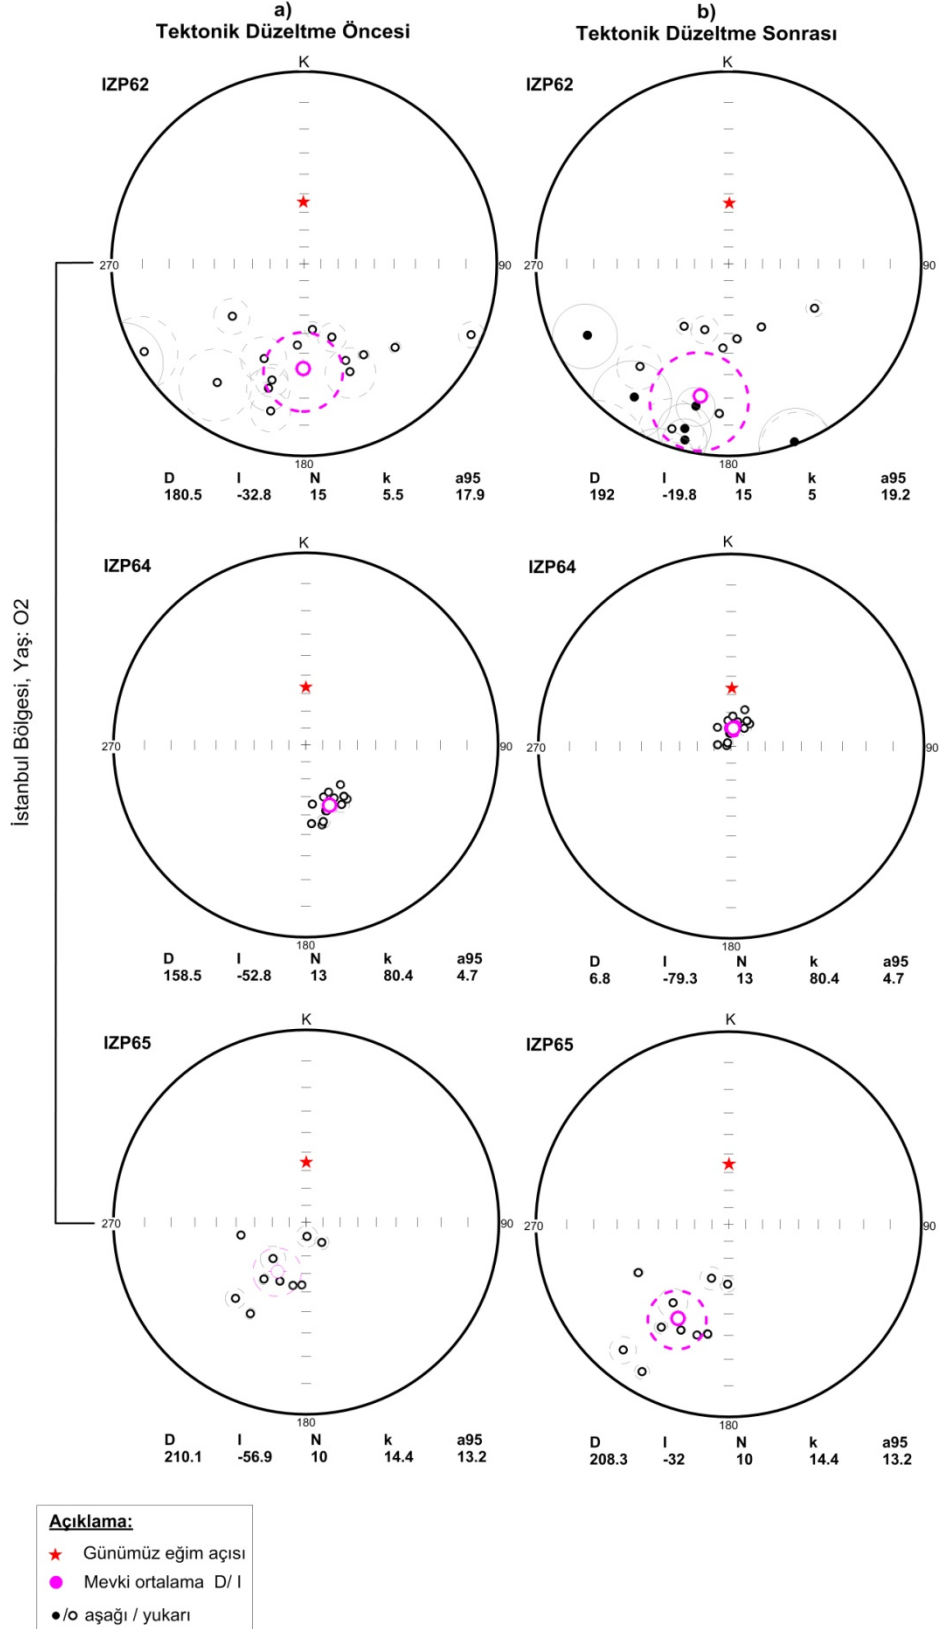 a)
Tektonik Düzeltme Öncesi
b)
Tektonik Düzeltme Sonrası
İstanbul Bölgesi, Yaş: O2
IZP62
K
270
90
180
D I N k a95
180.5 -32.8 15 5.5 17.9
IZP62
K
270
90
180
D I N k a95
192 -19.8 15 5 19.2
IZP64
K
270
90
180
D I N k a95
158.5 -52.8 13 80.4 4.7
IZP64
K
270
90
180
D I N k a95
6.8 -79.3 13 80.4 4.7
IZP65
K
270
90
180
D I N k a95
210.1 -56.9 10 14.4 13.2
IZP65
K
270
90
180
D I N k a95
208.3 -32 10 14.4 13.2
Açıklama:
Günümüz eğim açısı
Mevki ortalama D/ I
/ aşağı / yukarı